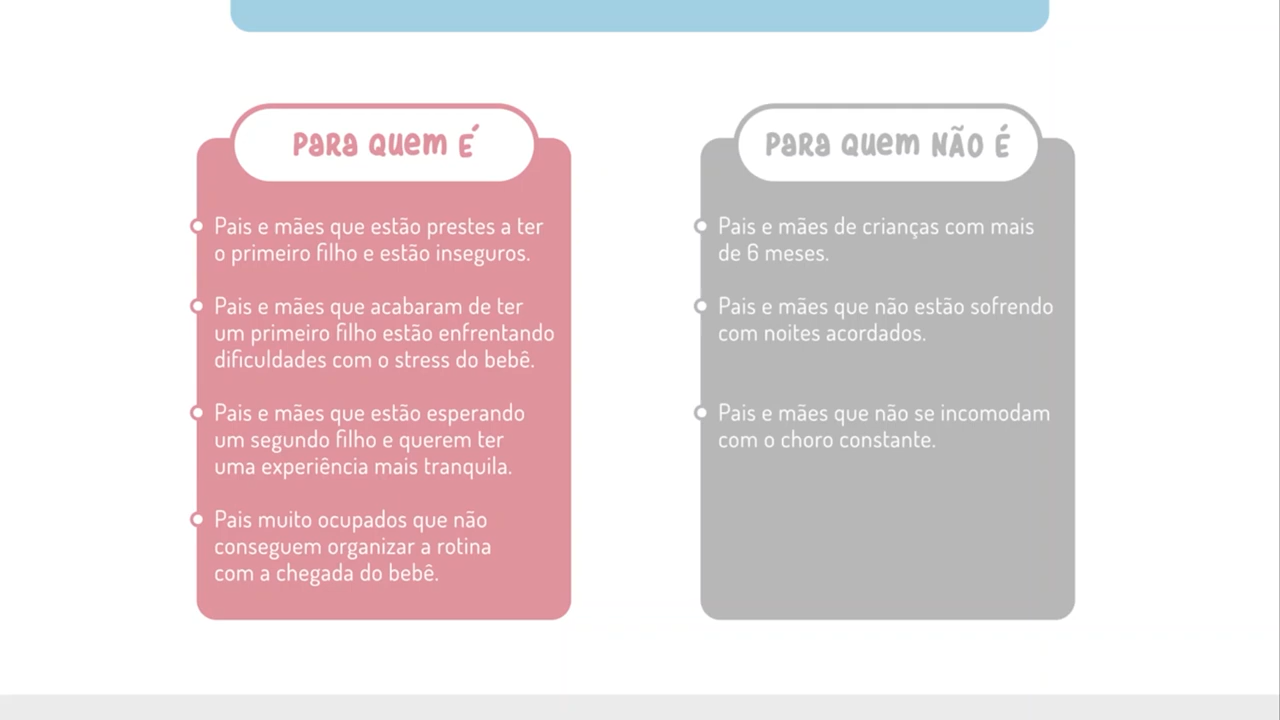 Para quem É
Pais e mães que estão prestes a ter
o primeiro filho e estão inseguros.
Pais e mães que acabaram de ter
um primeiro filho estão enfrentando
dificuldades com o stress do bebê.
Pais e mães que estão esperando
um segundo filho e querem ter
uma experiência mais tranquila.
Pais muito ocupados que não
conseguem organizar a rotina
com a chegada do bebê.
Para quem NÃO É
Pais e mães de crianças com mais
de 6 meses.
Pais e mães que não estão sofrendo
com noites acordados.
Pais e mães que não se incomodam
com o choro constante.